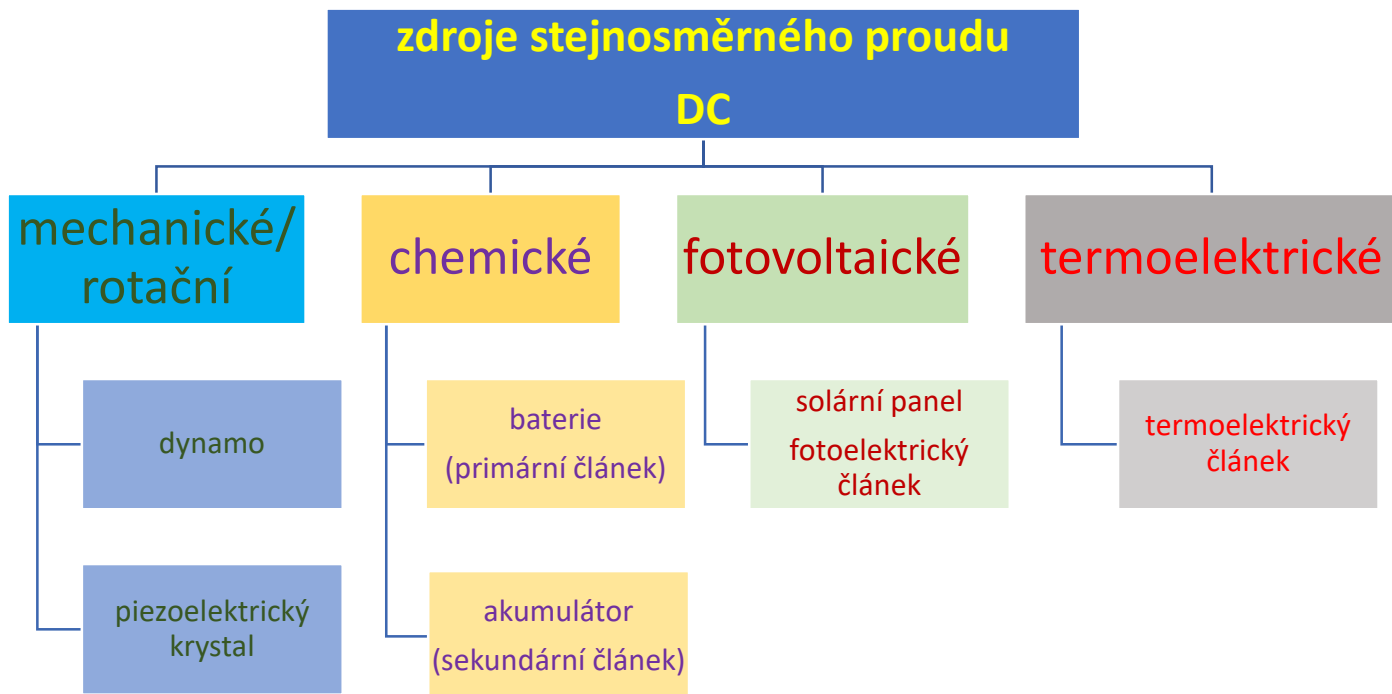 zdroje stejnosměrného proudu
DC
mechanické/
rotační
chemické
fotovoltaické
termoelektrické
dynamo
baterie
(primární článek)
solární panel
fotoelektrický
článek
termoelektrický
článek
piezoelektrický
krystal
akumulátor
(sekundární článek)